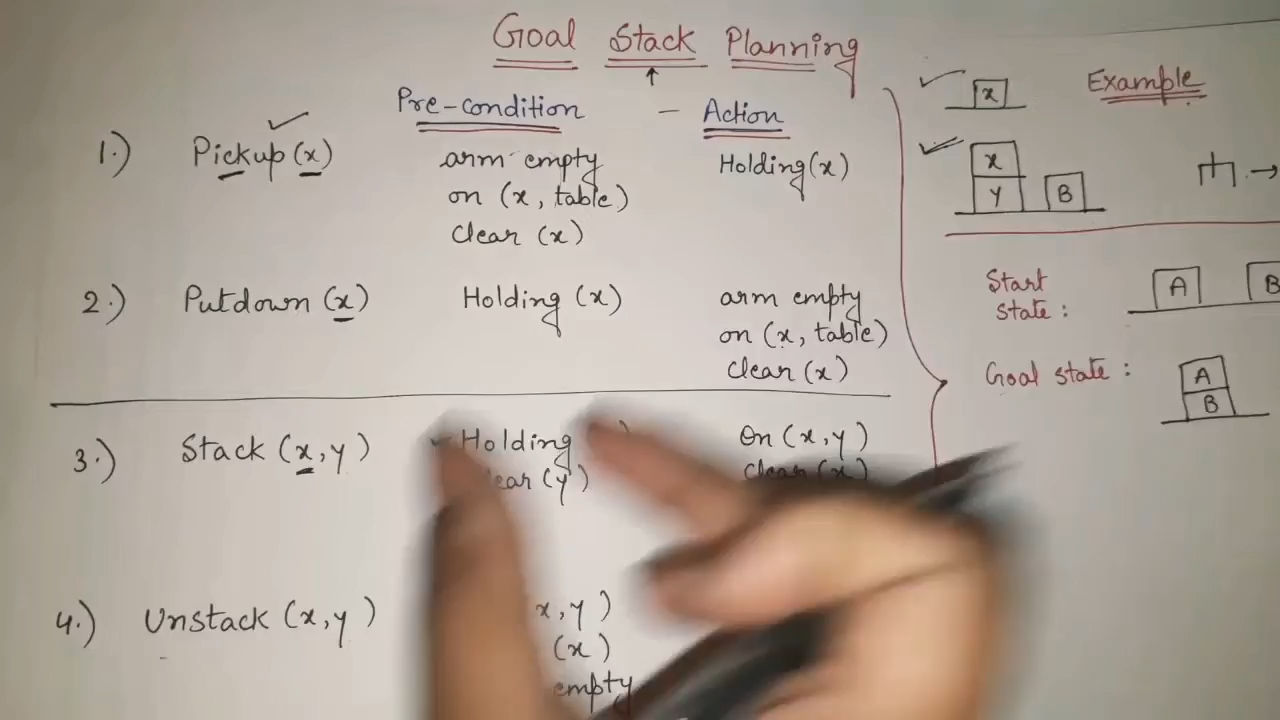 Goal Stack Planning
Pre-condition - Action
1.) Pickup (x) arm empty Holding(x)
on (x, table)
clear (x)
2.) Putdown (x) Holding (x) arm empty
on (x, table)
clear (x)
3.) Stack (x,y) Holding On (x,y)
(y) clear (x)
4.) Unstack (x,y) x,y)
(x)
empty
Example
x
x
y B
Start A B
state :
Goal state : A
B